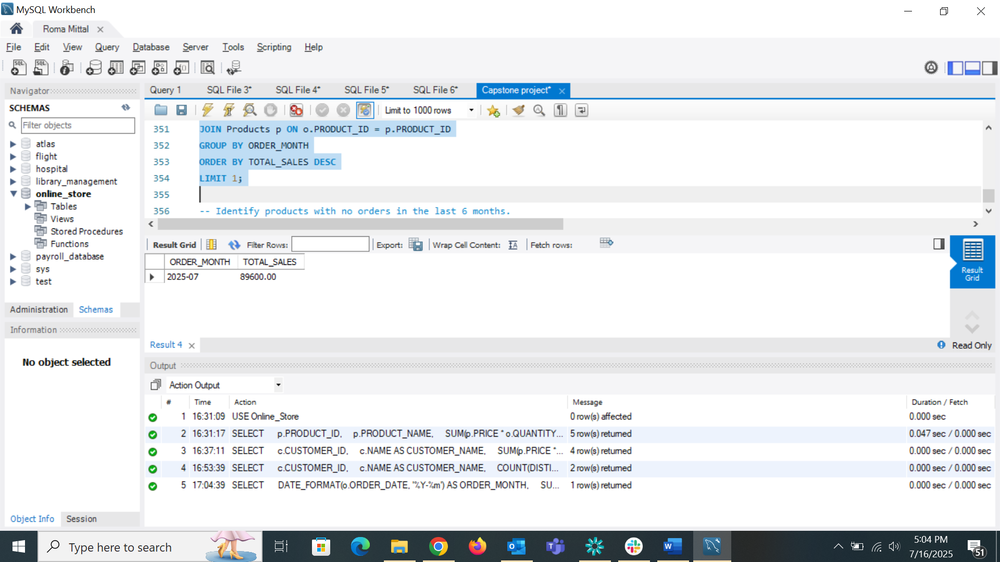 MySQL Workbench
Roma Mittal
File Edit View Query Database Server Tools Scripting Help
Navigator
SCHEMAS
Filter objects
atlas
flight
hospital
library_management
online_store
Tables
Views
Stored Procedures
Functions
payroll_database
sys
test
Administration Schemas
Information
No object selected
Object Info Session
Query 1 SQL File 3* SQL File 4* SQL File 5* SQL File 6* Capstone project*
Limit to 1000 rows
351 JOIN Products p ON o.PRODUCT_ID = p.PRODUCT_ID
352 GROUP BY ORDER_MONTH
353 ORDER BY TOTAL_SALES DESC
354 LIMIT 1;
355
356 -- Identify products with no orders in the last 6 months.
Result Grid Filter Rows: Export: Wrap Cell Content: Fetch rows:
ORDER_MONTH TOTAL_SALES
2025-07 89600.00
Result Grid
Result 4
Read Only
Output
Action Output
# Time Action Message Duration / Fetch
1 16:31:09 USE Online_Store 0 row(s) affected 0.000 sec
2 16:31:17 SELECT p.PRODUCT_ID, p.PRODUCT_NAME, SUM(p.PRICE * o.QUANTITY... 5 row(s) returned 0.047 sec / 0.000 sec
3 16:37:11 SELECT c.CUSTOMER_ID, c.NAME AS CUSTOMER_NAME, SUM(p.PRICE *... 4 row(s) returned 0.000 sec / 0.000 sec
4 16:53:39 SELECT c.CUSTOMER_ID, c.NAME AS CUSTOMER_NAME, COUNT(DISTI... 2 row(s) returned 0.000 sec / 0.000 sec
5 17:04:39 SELECT DATE_FORMAT(o.ORDER_DATE, '%Y-%m') AS ORDER_MONTH, SU... 1 row(s) returned 0.000 sec / 0.000 sec
Type here to search
5:04 PM
7/16/2025
51